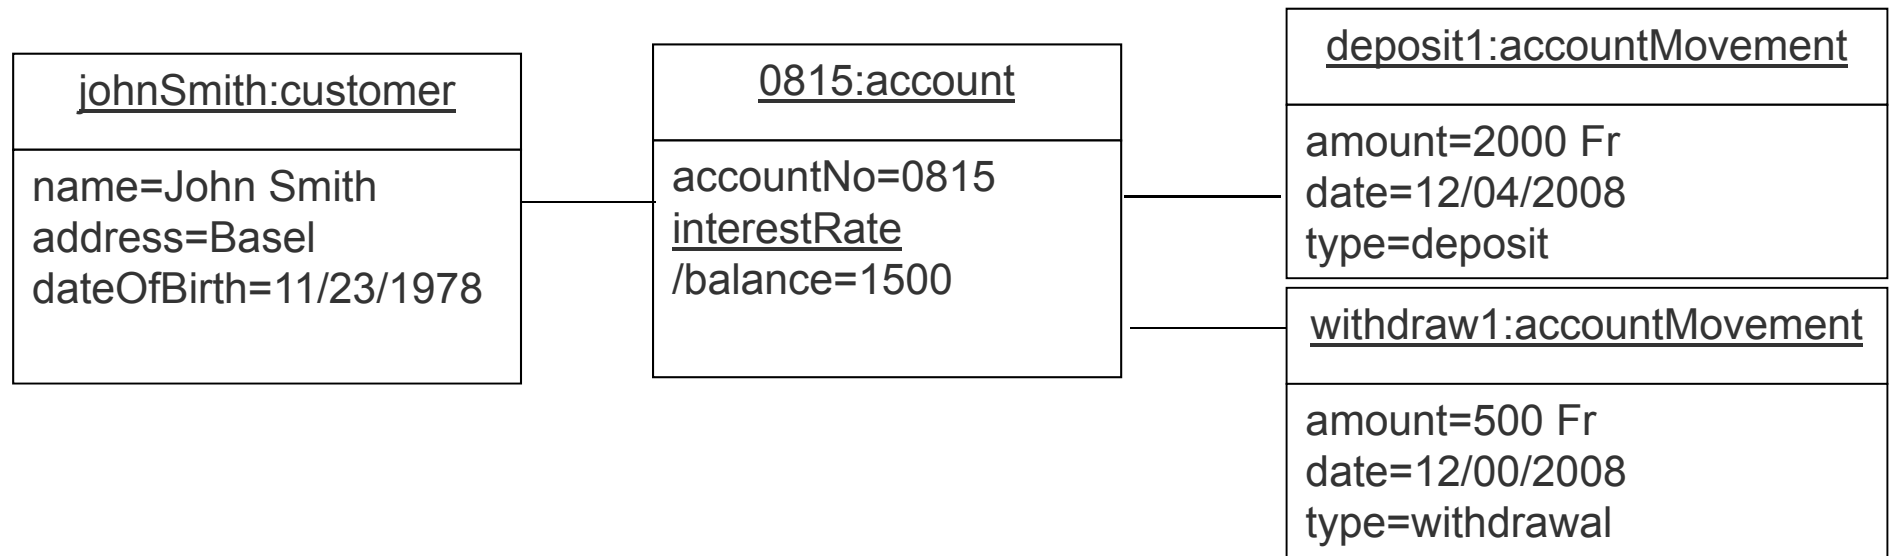 johnSmith:customer
name=John Smith
address=Basel
dateOfBirth=11/23/1978
0815:account
accountNo=0815
interestRate
/balance=1500
deposit1:accountMovement
amount=2000 Fr
date=12/04/2008
type=deposit
withdraw1:accountMovement
amount=500 Fr
date=12/00/2008
type=withdrawal